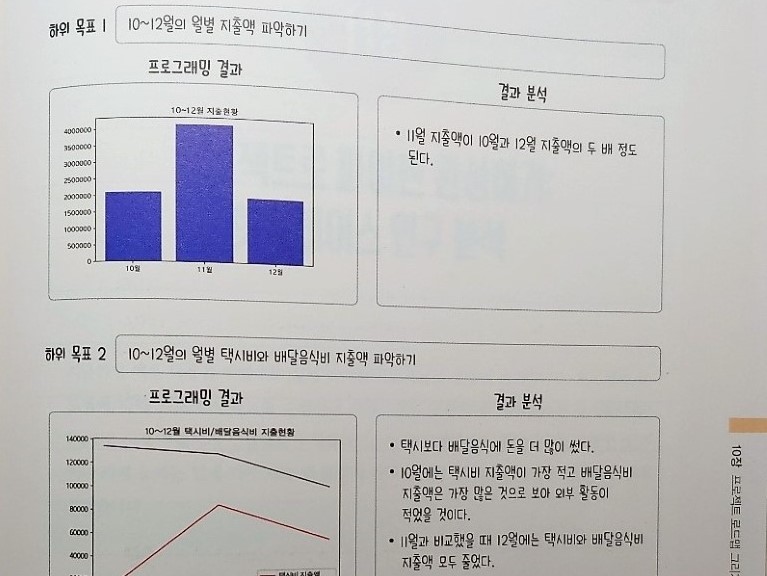 하위 목표 1
10~12월의 월별 지출액 파악하기
프로그래밍 결과
10~12월 지출현황
4000000
3500000
3000000
2500000
2000000
1500000
1000000
500000
0
10월
11월
12월
결과 분석
• 11월 지출액이 10월과 12월 지출액의 두 배 정도
된다.
하위 목표 2
10~12월의 월별 택시비와 배달음식비 지출액 파악하기
프로그래밍 결과
10~12월 택시비/배달음식비 지출현황
140000
120000
100000
80000
60000
40000
택시비 지출액
결과 분석
• 택시보다 배달음식에 돈을 더 많이 썼다.
• 10월에는 택시비 지출액이 가장 적고 배달음식비
지출액은 가장 많은 것으로 보아 외부 활동이
적었을 것이다.
• 11월과 비교했을 때 12월에는 택시비와 배달음식비
지출액 모두 줄었다.
10장 프로젝트 로드맵 그리기